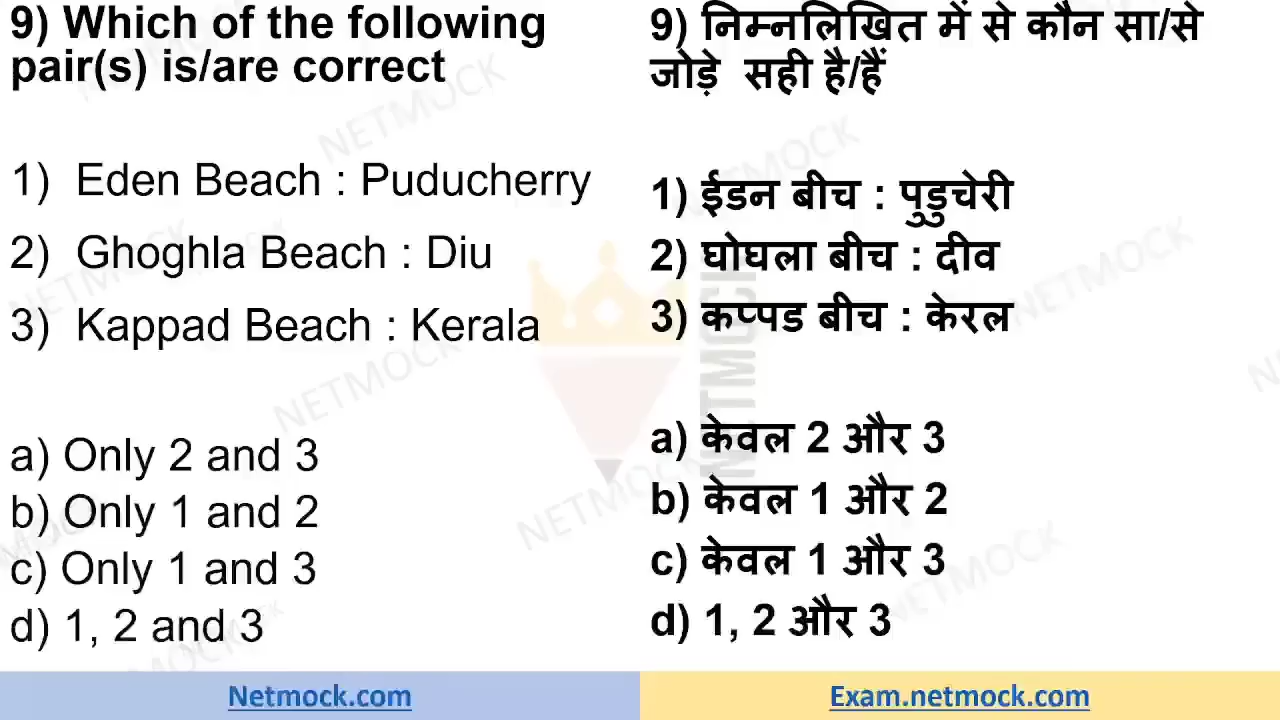 9) Which of the following
pair(s) is/are correct
1) Eden Beach : Puducherry
2) Ghoghla Beach : Diu
3) Kappad Beach : Kerala
a) Only 2 and 3
b) Only 1 and 2
c) Only 1 and 3
d) 1, 2 and 3
9) निम्नलिखित में से कौन सा/से
जोड़े सही है/हैं
1) ईडन बीच : पुडुचेरी
2) घोघला बीच : दीव
3) कप्पड बीच : केरल
a) केवल 2 और 3
b) केवल 1 और 2
c) केवल 1 और 3
d) 1, 2 और 3
NETMOCK
Netmock.com
Exam.netmock.com